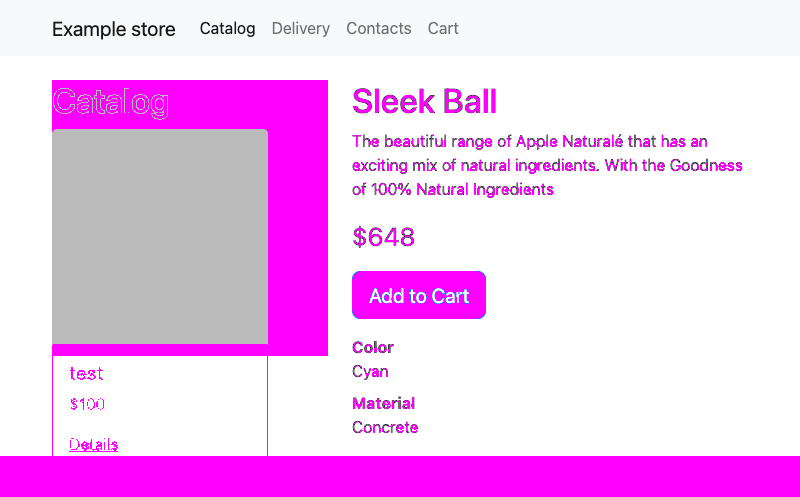 Example store
Catalog
Delivery
Contacts
Cart
Catalog
test
$100
Details
Sleek Ball
The beautiful range of Apple Naturalé that has an
exciting mix of natural ingredients. With the Goodness
of 100% Natural Ingredients
$648
Add to Cart
Color
Cyan
Material
Concrete